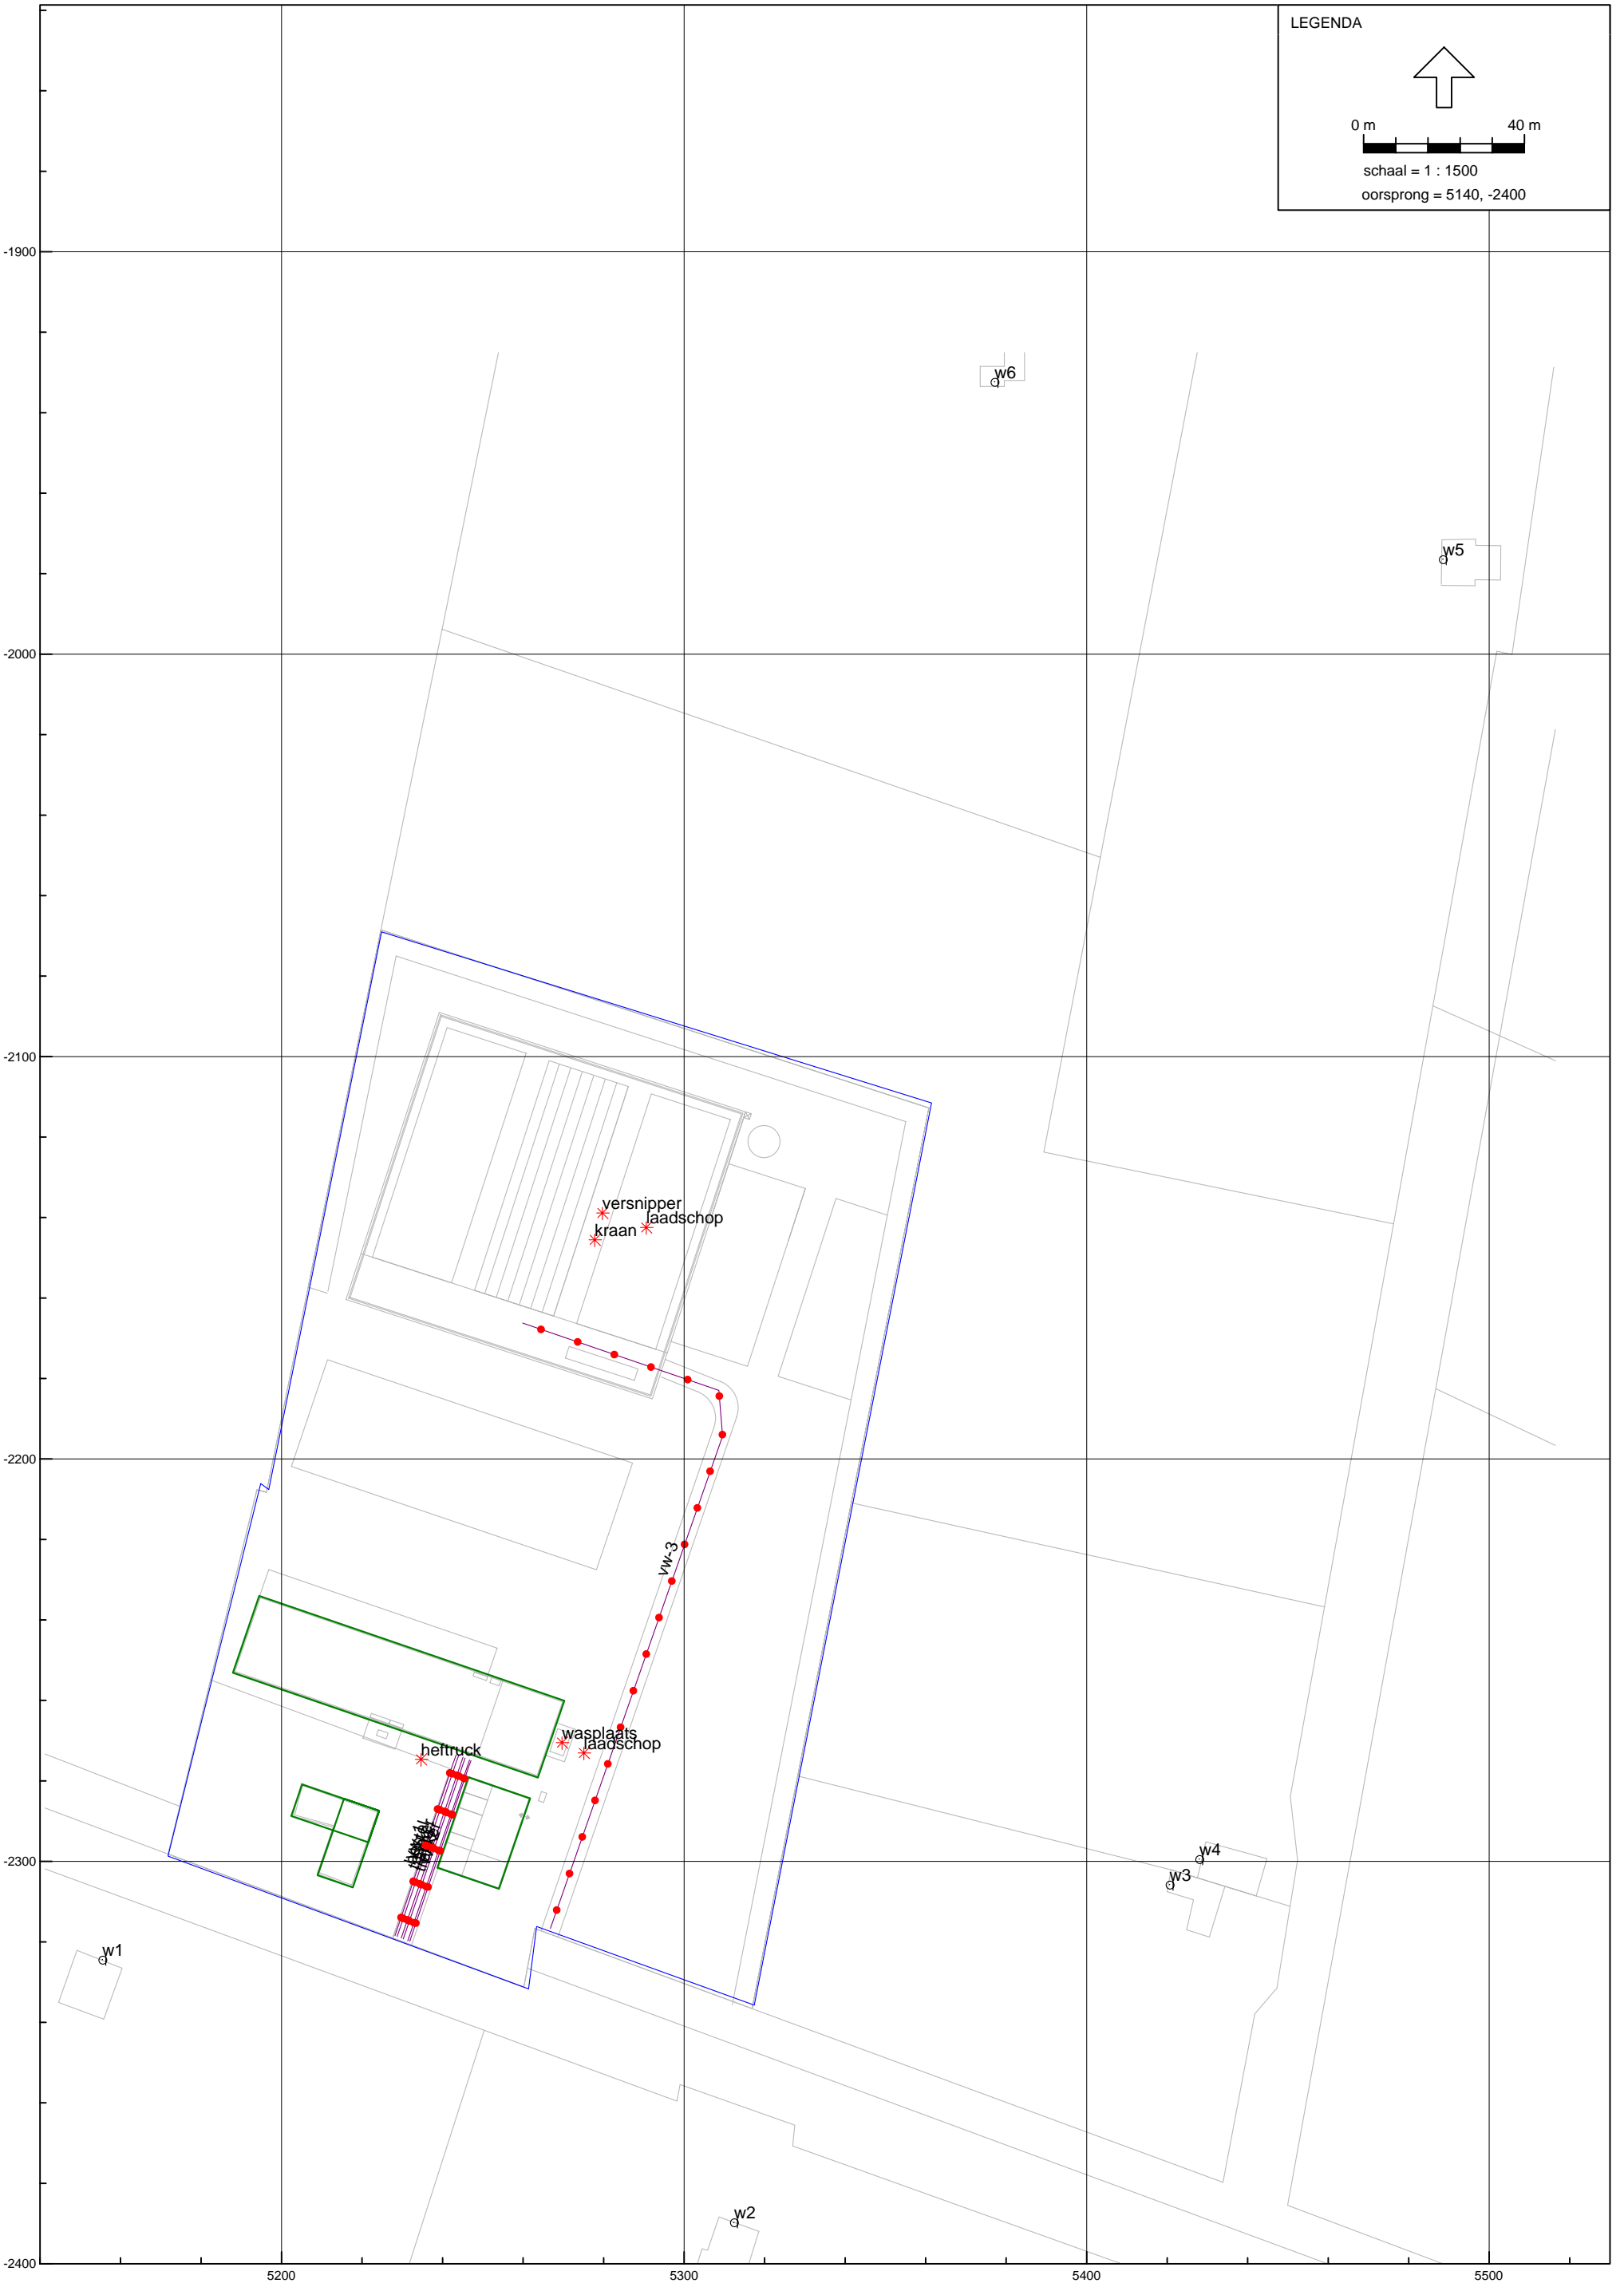 LEGENDA
0 m 40 m
schaal = 1 : 1500
oorsprong = 5140, -2400
-1900
w6
w5
-2000
-2100
versnipper
laadschop
kraan
-2200
vw-3
wasplaats
laadschop
heftruck
-2300
w4
w3
w1
w2
-2400
5200 5300 5400 5500